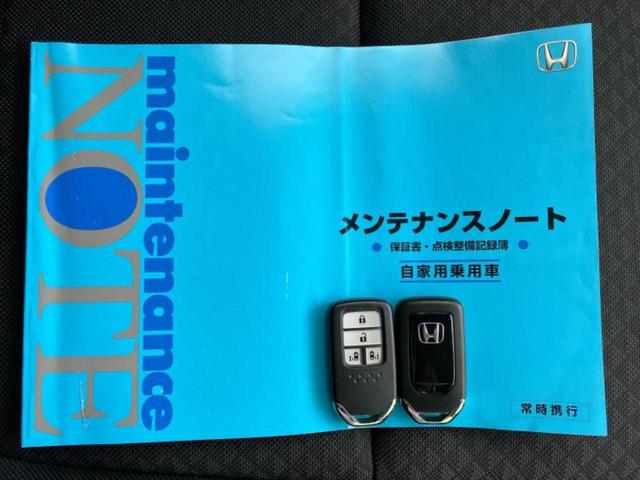 maintenance
NOTE
メンテナンスノート
● 保証書・点検整備記録簿 ●
自家用乗用車
常時携行